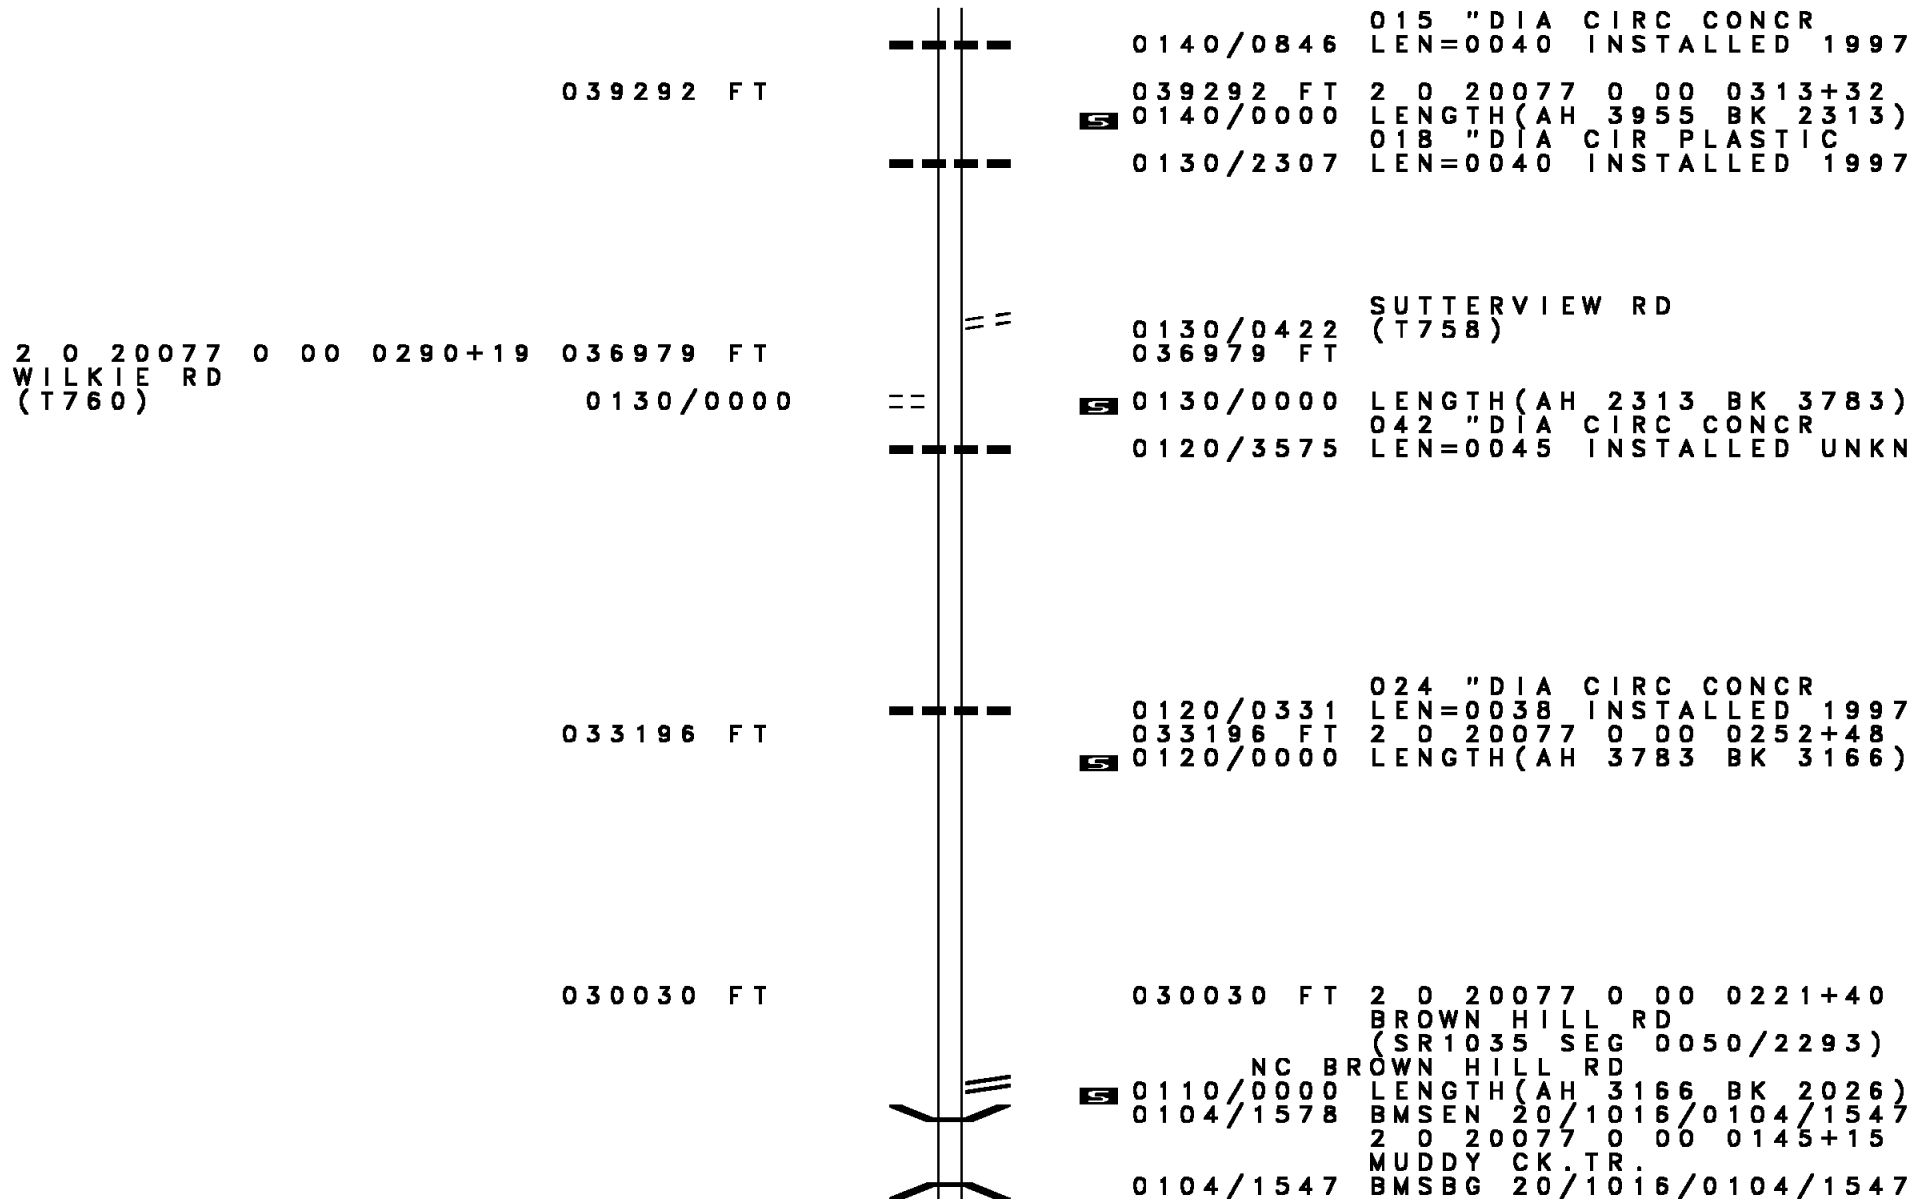 015 "DIA CIRC CONCR
0140/0846 LEN=0040 INSTALLED 1997
039292 FT 039292 FT 2 0 20077 0 00 0313+32
S 0140/0000 LENGTH(AH 3955 BK 2313)
018 "DIA CIR PLASTIC
0130/2307 LEN=0040 INSTALLED 1997
SUTTERVIEW RD
0130/0422 (T758)
2 0 20077 0 00 0290+19 036979 FT 036979 FT
WILKIE RD
(T760) 0130/0000 S 0130/0000 LENGTH(AH 2313 BK 3783)
042 "DIA CIRC CONCR
0120/3575 LEN=0045 INSTALLED UNKN
024 "DIA CIRC CONCR
0120/0331 LEN=0038 INSTALLED 1997
033196 FT 033196 FT 2 0 20077 0 00 0252+48
S 0120/0000 LENGTH(AH 3783 BK 3166)
030030 FT 030030 FT 2 0 20077 0 00 0221+40
BROWN HILL RD
(SR1035 SEG 0050/2293)
NC BROWN HILL RD
S 0110/0000 LENGTH(AH 3166 BK 2026)
0104/1578 BMSEN 20/1016/0104/1547
2 0 20077 0 00 0145+15
MUDDY CK.TR.
0104/1547 BMSBG 20/1016/0104/1547